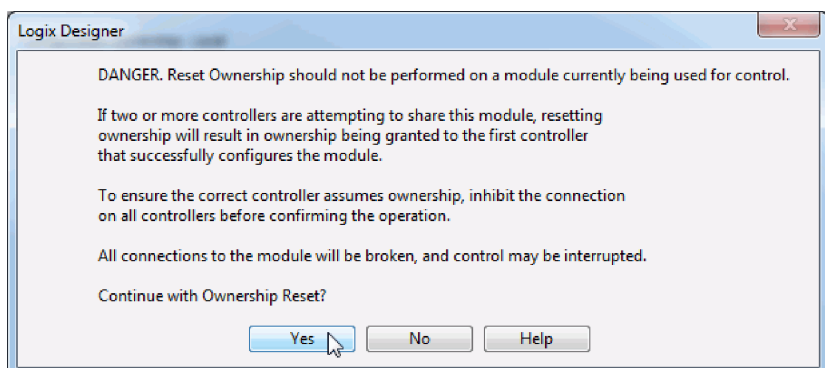 Logix Designer
DANGER. Reset Ownership should not be performed on a module currently being used for control.
If two or more controllers are attempting to share this module, resetting
ownership will result in ownership being granted to the first controller
that successfully configures the module.
To ensure the correct controller assumes ownership, inhibit the connection
on all controllers before confirming the operation.
All connections to the module will be broken, and control may be interrupted.
Continue with Ownership Reset?
Yes No Help